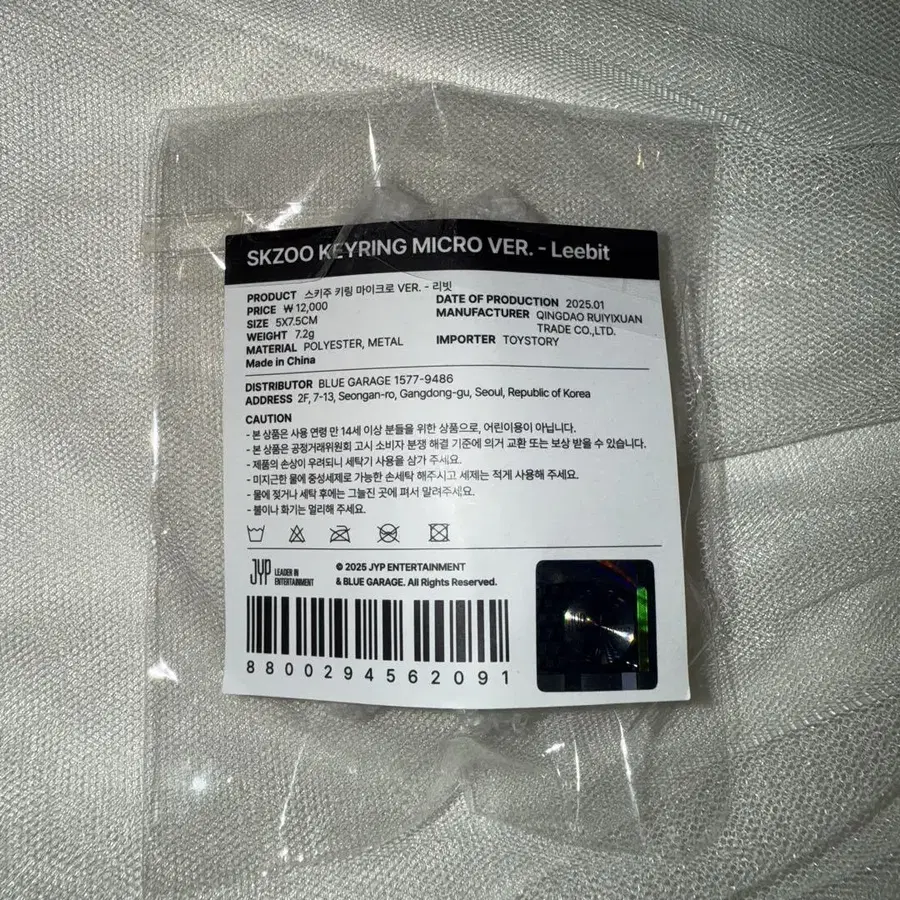 SKZOO KEYRING MICRO VER. - Leebit
PRODUCT 스키주 키링 마이크로 VER. - 리빗
PRICE ₩ 12,000
SIZE 5X7.5CM
WEIGHT 7.2g
MATERIAL POLYESTER, METAL
Made in China
DATE OF PRODUCTION 2025.01
MANUFACTURER QINGDAO RUIYIXUAN
TRADE CO.,LTD.
IMPORTER TOYSTORY
DISTRIBUTOR BLUE GARAGE 1577-9486
ADDRESS 2F, 7-13, Seongan-ro, Gangdong-gu, Seoul, Republic of Korea
CAUTION
- 본 상품은 사용 연령 만 14세 이상 분들을 위한 상품으로, 어린이용이 아닙니다.
- 본 상품은 공정거래위원회 고시 소비자 분쟁 해결 기준에 의거 교환 또는 보상 받을 수 있습니다.
- 제품의 손상이 우려되니 세탁기 사용을 삼가 주세요.
- 미지근한 물에 중성세제로 가능한 손세탁 해주시고 세제는 적게 사용해 주세요.
- 물에 젖거나 세탁 후에는 그늘진 곳에 펴서 말려주세요.
- 불이나 화기는 멀리해 주세요.
JYP LEADER IN
ENTERTAINMENT
© 2025 JYP ENTERTAINMENT
& BLUE GARAGE. All Rights Reserved.
8800294562091